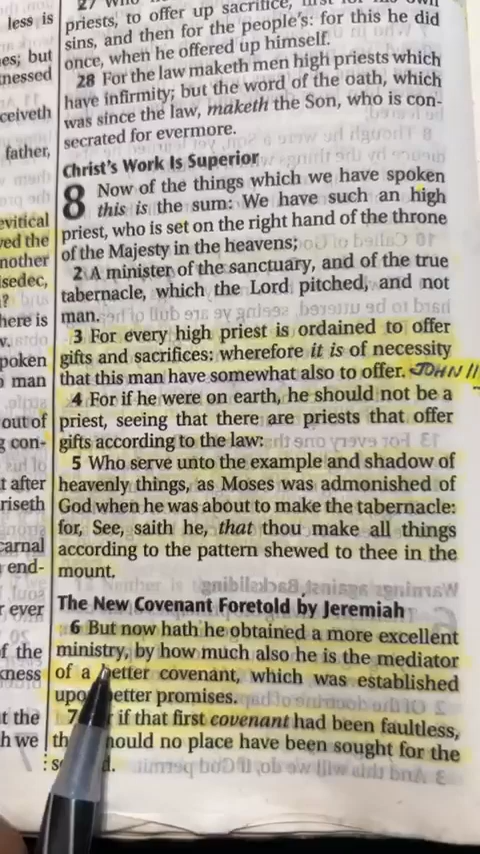 less is
es; but
nessed
ceiveth
father,
evitical
ved the
nother
isedec,
?
here is
v.
poken
man
out of
g con-
t after
riseth
carnal
end-
r ever
f the
kness
t the
h we
priests, to offer up sacrifice, first for his own
sins, and then for the people's: for this he did
once, when he offered up himself.
28 For the law maketh men high priests which
have infirmity; but the word of the oath, which
was since the law, maketh the Son, who is con-
secrated for evermore.
Christ's Work Is Superior
8 Now of the things which we have spoken
this is the sum: We have such an high
priest, who is set on the right hand of the throne
of the Majesty in the heavens;
2 A minister of the sanctuary, and of the true
tabernacle, which the Lord pitched, and not
man.
3 For every high priest is ordained to offer
gifts and sacrifices: wherefore it is of necessity
that this man have somewhat also to offer. JOHN 11
4 For if he were on earth, he should not be a
priest, seeing that there are priests that offer
gifts according to the law:
5 Who serve unto the example and shadow of
heavenly things, as Moses was admonished of
God when he was about to make the tabernacle:
for, See, saith he, that thou make all things
according to the pattern shewed to thee in the
mount.
The New Covenant Foretold by Jeremiah
6 But now hath he obtained a more excellent
ministry, by how much also he is the mediator
of a better covenant, which was established
upon better promises.
7 if that first covenant had been faultless,
should no place have been sought for the